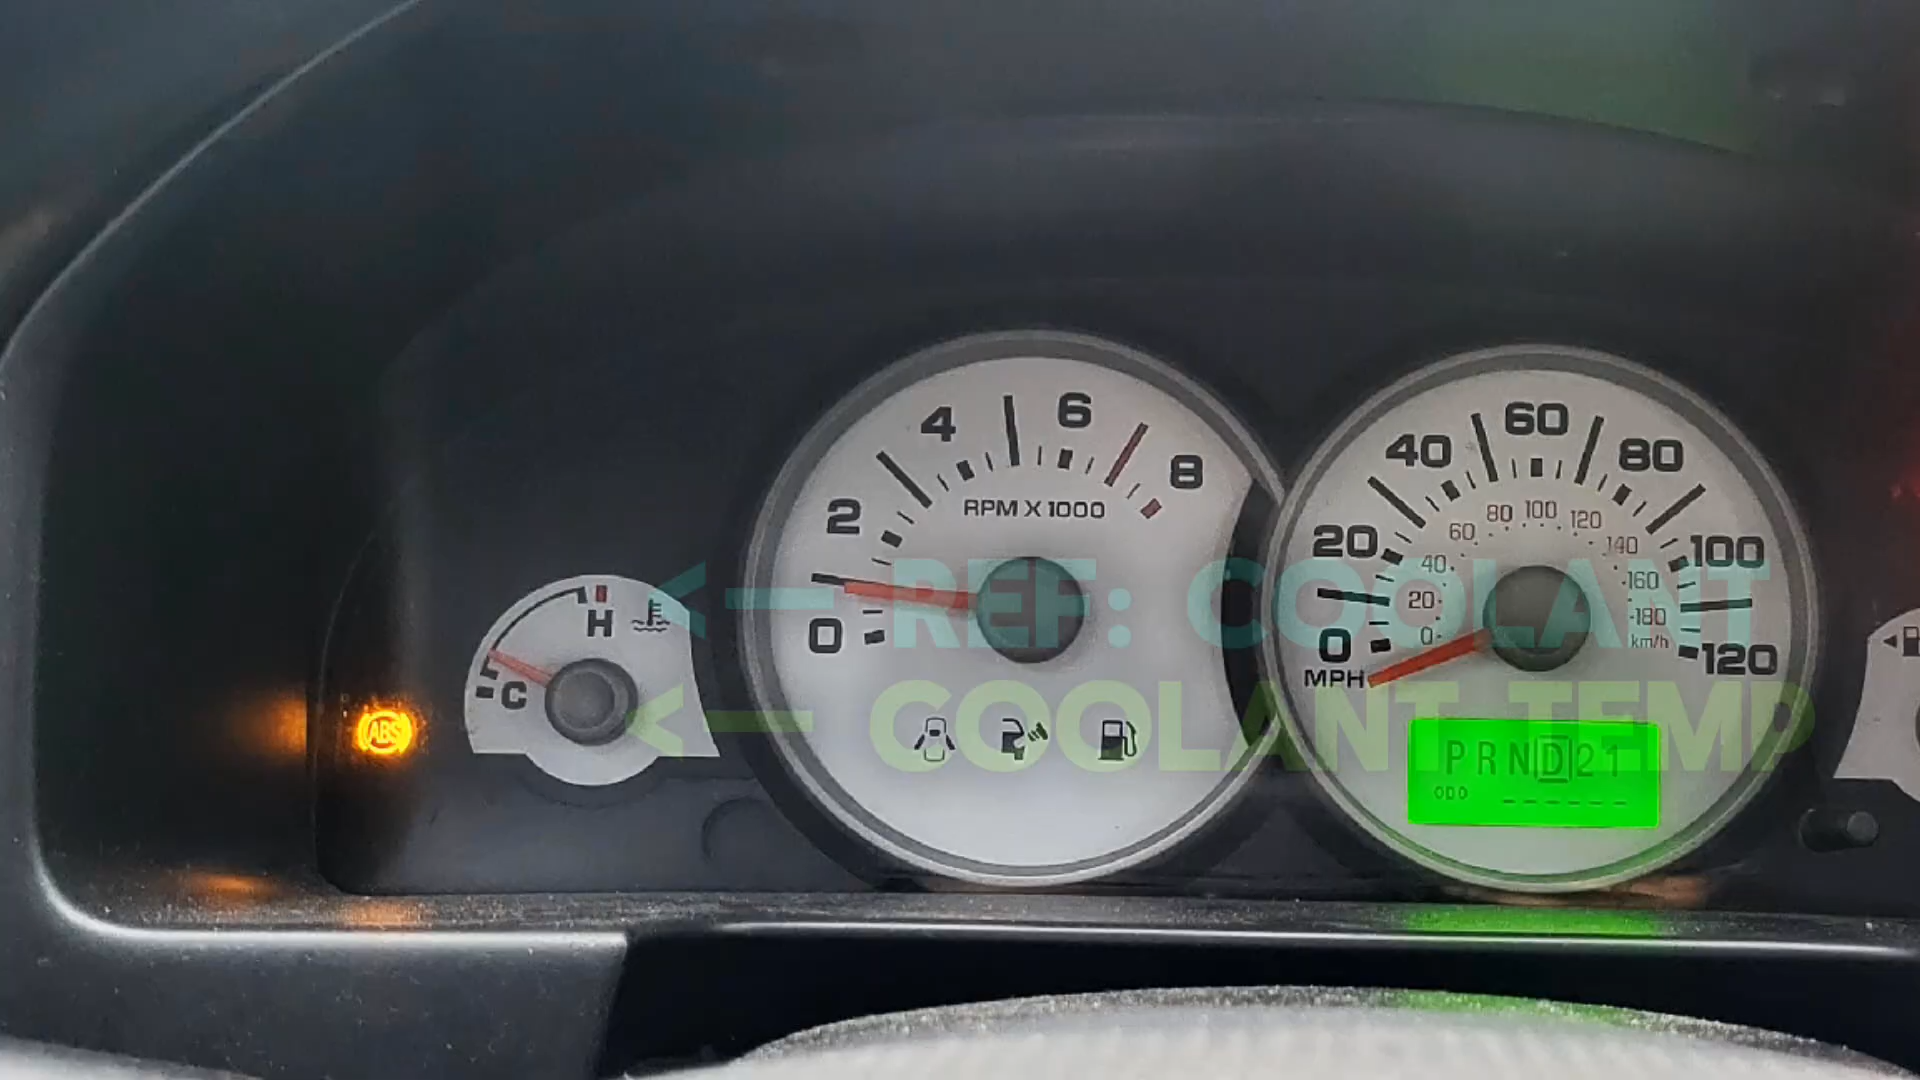 4 6
2 8
RPM X 1000
0
H
C
ABS
60
40 80
20 100
0 120
MPH
80 100 120
60 140
40 160
20 180
0 km/h
REF: COOLANT
COOLANT TEMP
P R N D 2 1
ODO ------